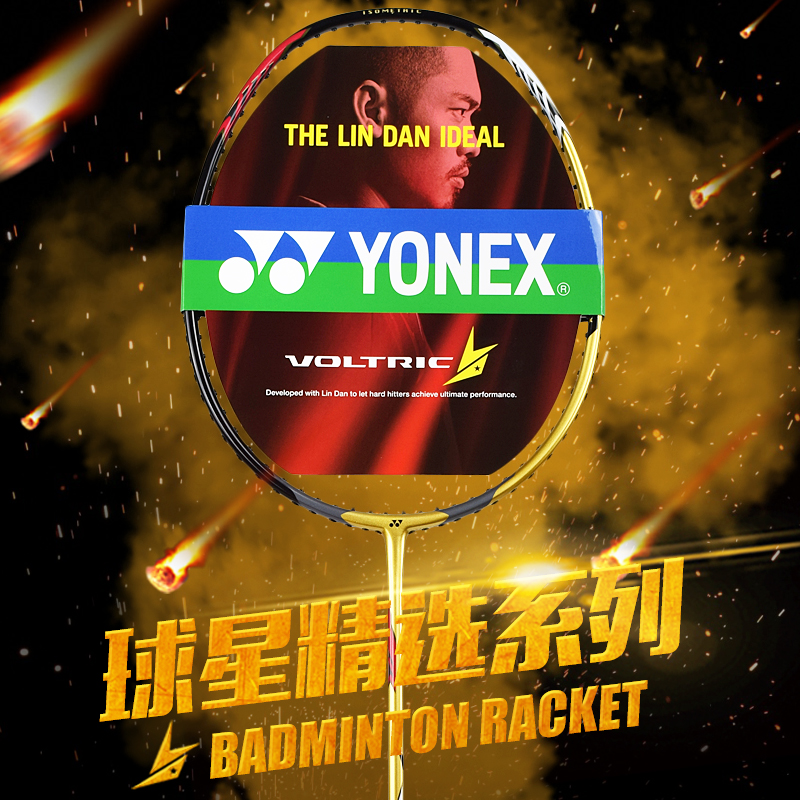 ISOMETRIC
THE LIN DAN IDEAL
YONEX®
VOLTRIC
Developed with Lin Dan to let hard hitters achieve ultimate performance.
球星精选系列
BADMINTON RACKET